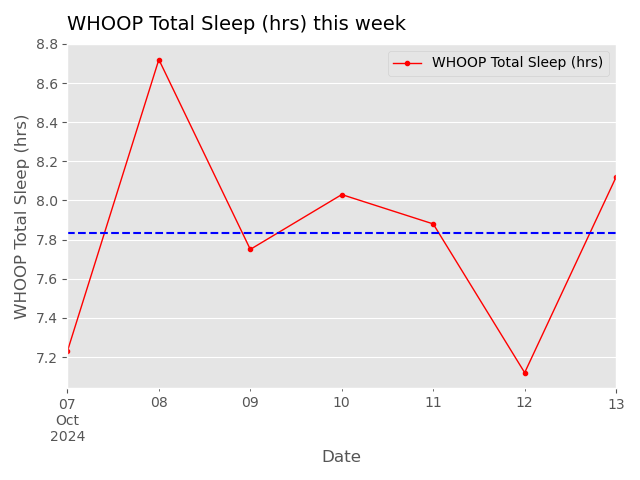 WHOOP Total Sleep (hrs) this week
WHOOP Total Sleep (hrs)
WHOOP Total Sleep (hrs)
8.8
8.6
8.4
8.2
8.0
7.8
7.6
7.4
7.2
07 08 09 10 11 12 13
Oct
2024
Date